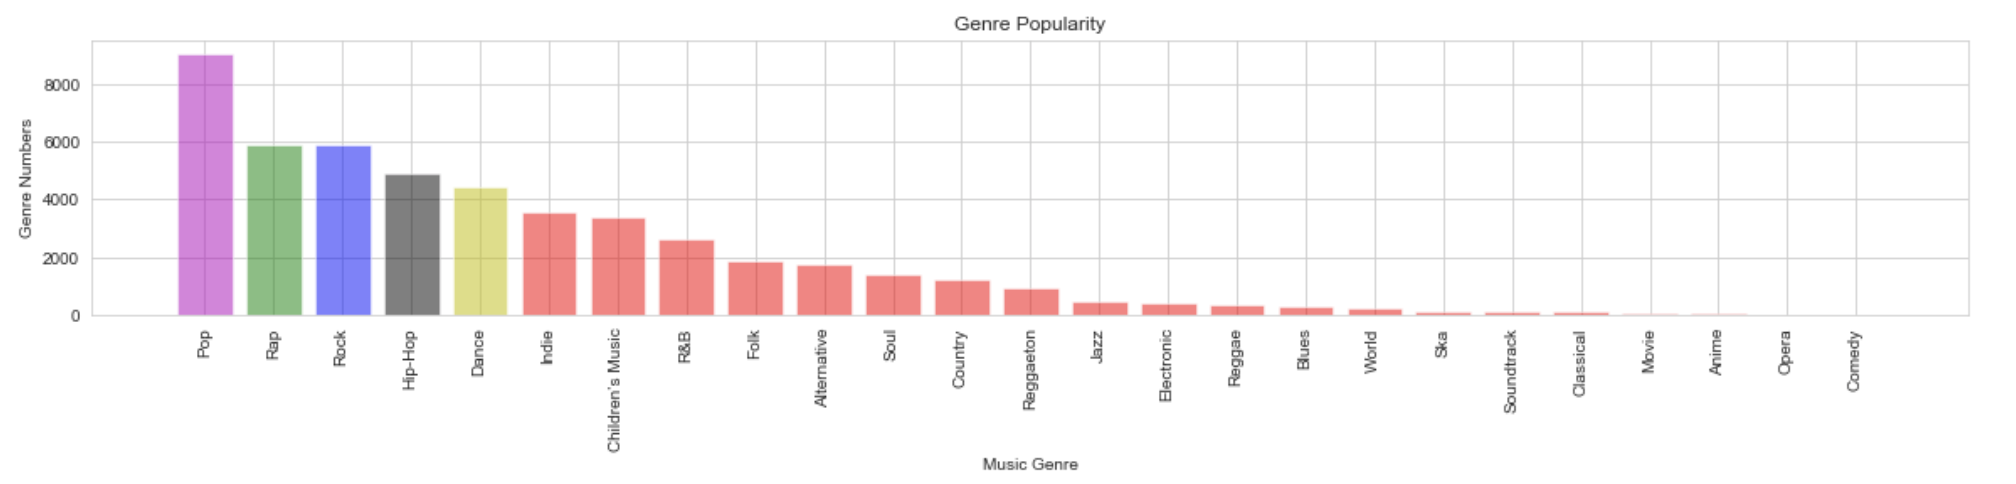 Genre Popularity
Genre Numbers
8000
6000
4000
2000
0
Pop
Rap
Rock
Hip-Hop
Dance
Indie
Children's Music
R&B
Folk
Alternative
Soul
Country
Reggaeton
Jazz
Electronic
Reggae
Blues
World
Ska
Soundtrack
Classical
Movie
Anime
Opera
Comedy
Music Genre